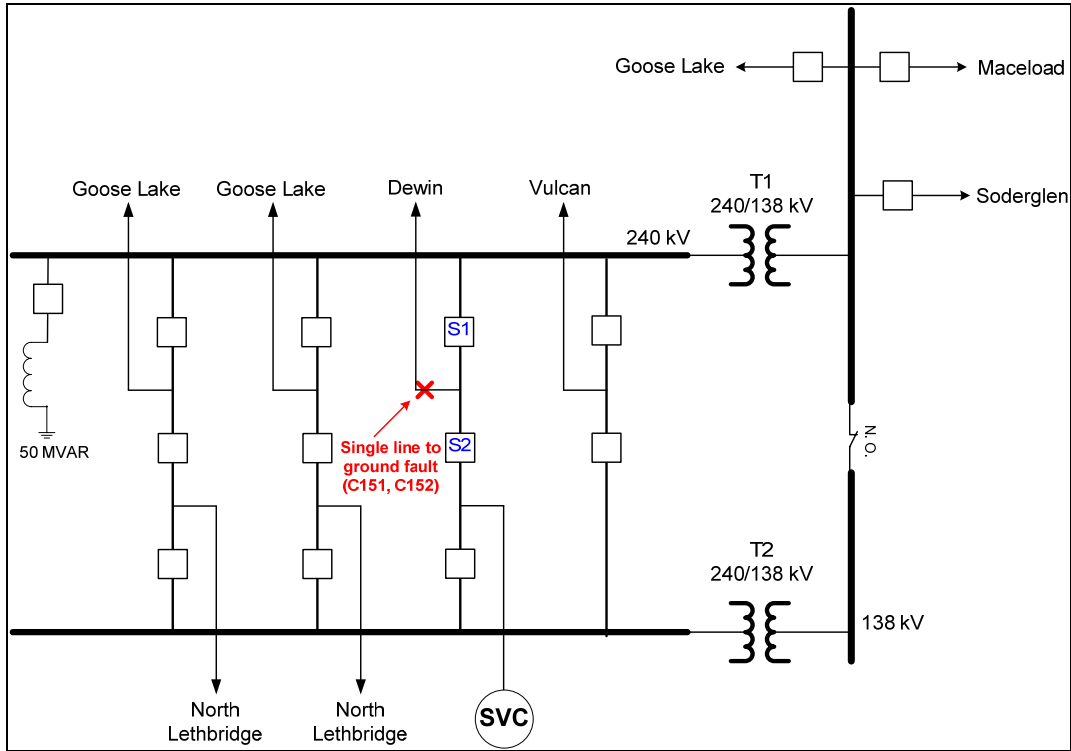 Goose Lake
Maceload
Soderglen
Goose Lake
Goose Lake
Dewin
Vulcan
T1
240/138 kV
240 kV
S1
S2
Single line to
ground fault
(C151, C152)
50 MVAR
N.O.
T2
240/138 kV
138 kV
North
Lethbridge
North
Lethbridge
SVC